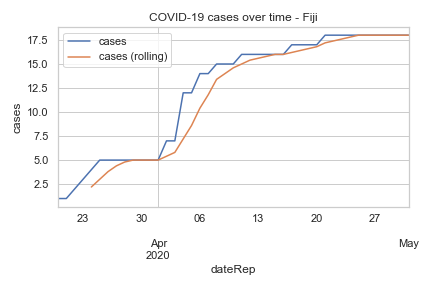 COVID-19 cases over time - Fiji
cases
cases (rolling)
17.5
15.0
12.5
10.0
7.5
5.0
2.5
cases
23
30
06
13
20
27
Apr
2020
May
dateRep